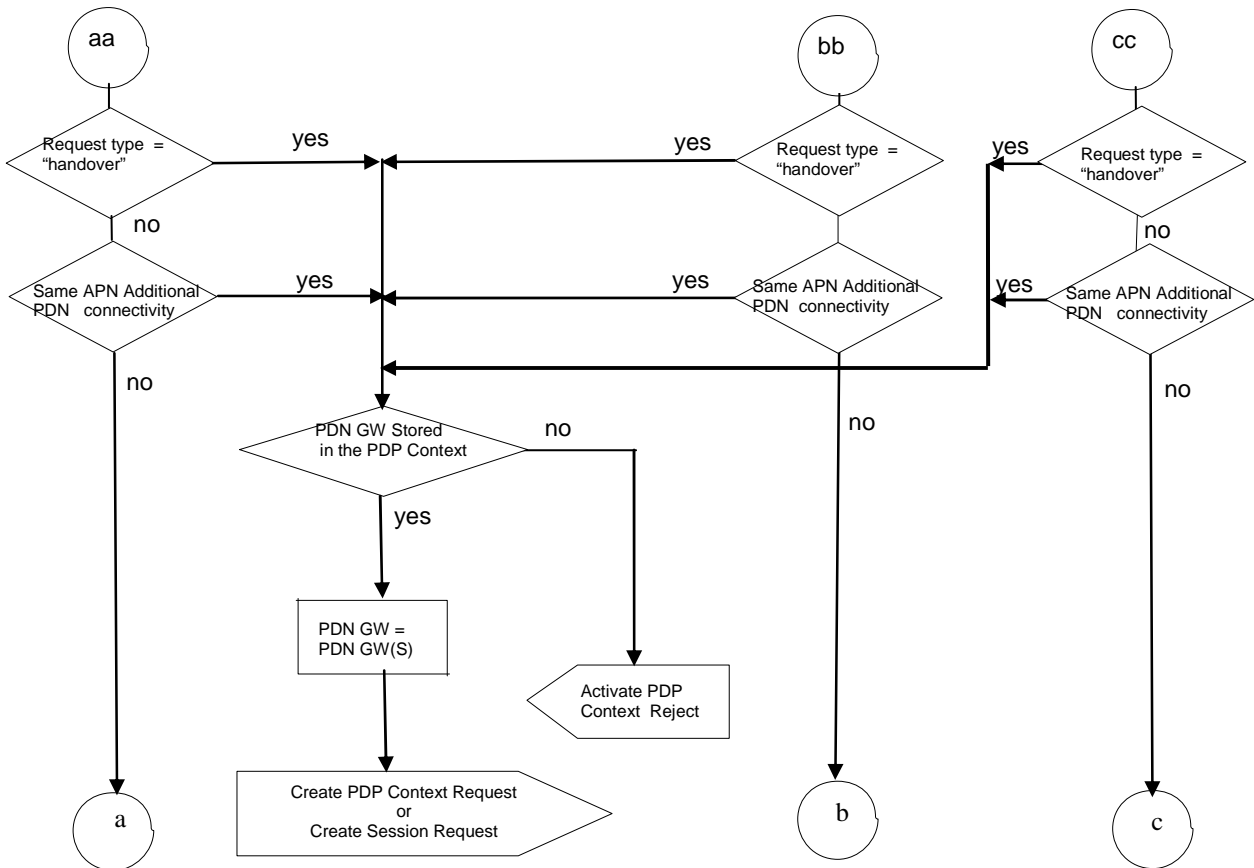 aa
bb
cc
Request type =
“handover”
yes
yes
Request type =
“handover”
yes
Request type =
“handover”
no
no
Same APN Additional
PDN connectivity
yes
yes
Same APN Additional
PDN connectivity
yes
Same APN Additional
PDN connectivity
no
no
no
PDN GW Stored
in the PDP Context
no
yes
PDN GW =
PDN GW(S)
Activate PDP
Context Reject
Create PDP Context Request
or
Create Session Request
a
b
c